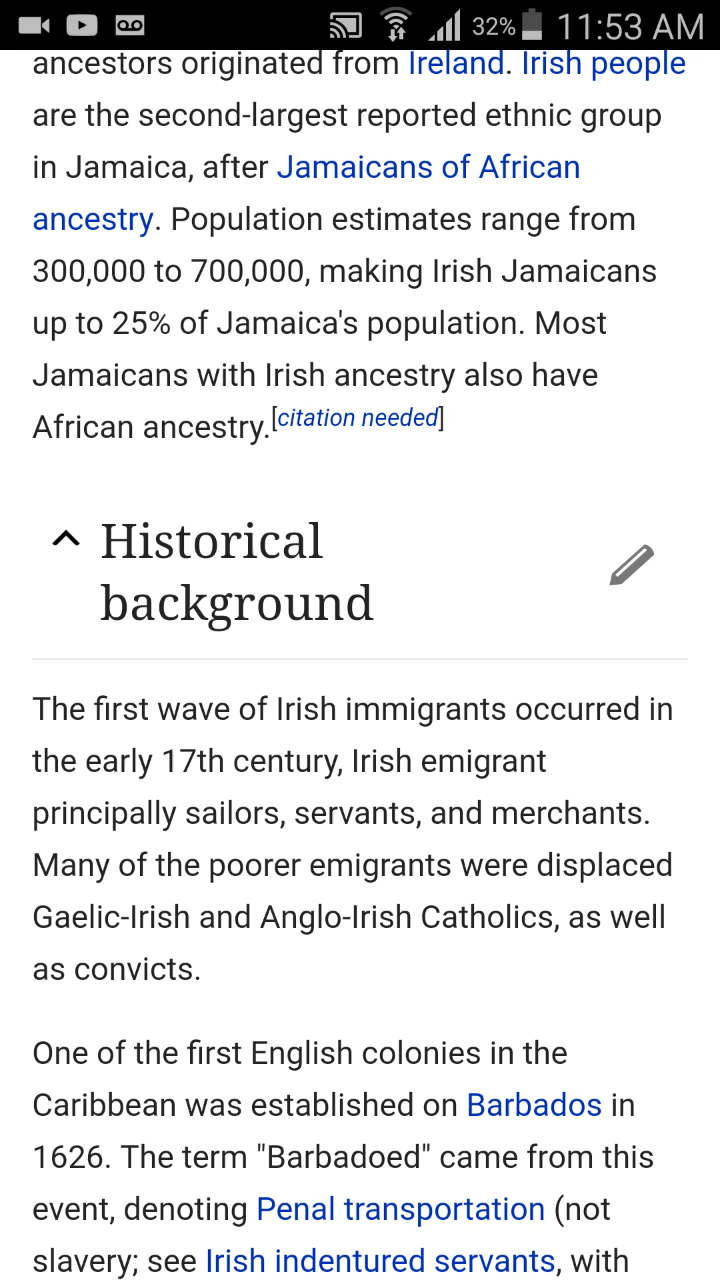 32% 11:53 AM
ancestors originated from Ireland. Irish people
are the second-largest reported ethnic group
in Jamaica, after Jamaicans of African
ancestry. Population estimates range from
300,000 to 700,000, making Irish Jamaicans
up to 25% of Jamaica's population. Most
Jamaicans with Irish ancestry also have
African ancestry.[citation needed]
Historical
background
The first wave of Irish immigrants occurred in
the early 17th century, Irish emigrant
principally sailors, servants, and merchants.
Many of the poorer emigrants were displaced
Gaelic-Irish and Anglo-Irish Catholics, as well
as convicts.
One of the first English colonies in the
Caribbean was established on Barbados in
1626. The term "Barbadoed" came from this
event, denoting Penal transportation (not
slavery; see Irish indentured servants, with